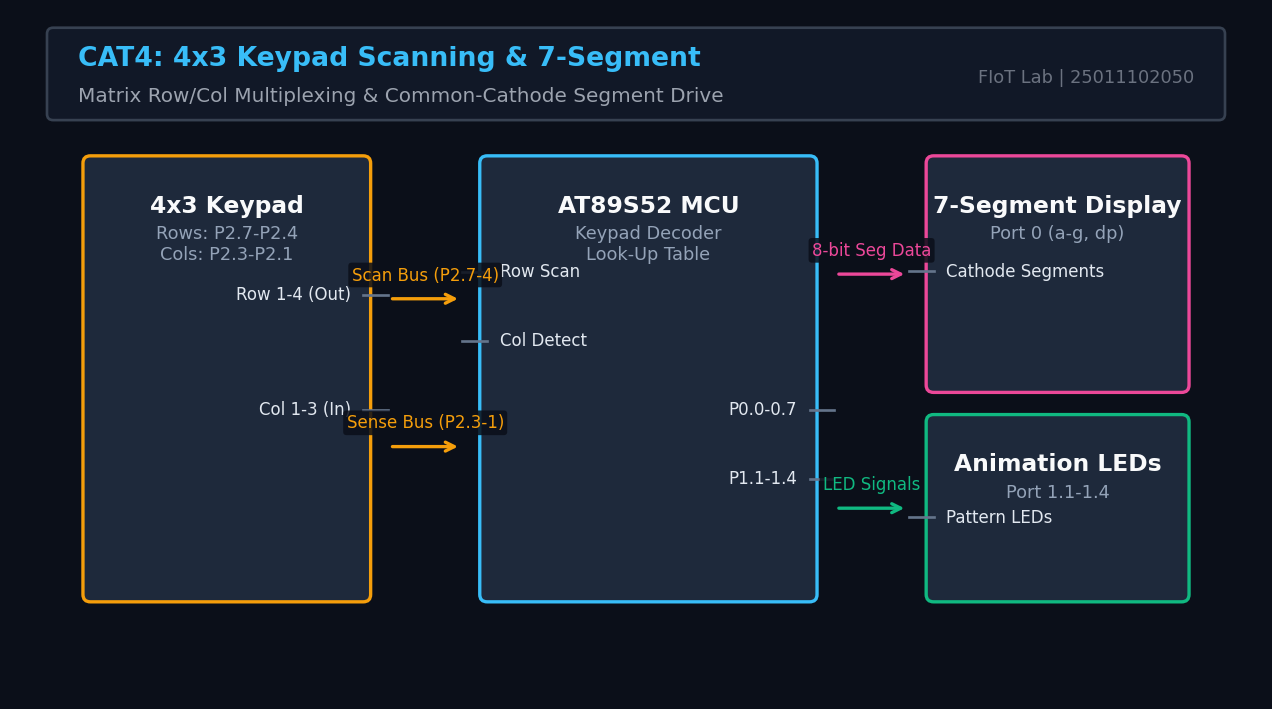 CAT4: 4x3 Keypad Scanning & 7-Segment
Matrix Row/Col Multiplexing & Common-Cathode Segment Drive
FIoT Lab | 25011102050
4x3 Keypad
Rows: P2.7-P2.4
Cols: P2.3-P2.1
Row 1-4 (Out)
Col 1-3 (In)
Scan Bus (P2.7-4)
Sense Bus (P2.3-1)
AT89S52 MCU
Keypad Decoder
Look-Up Table
Row Scan
Col Detect
P0.0-0.7
P1.1-1.4
8-bit Seg Data
LED Signals
7-Segment Display
Port 0 (a-g, dp)
Cathode Segments
Animation LEDs
Port 1.1-1.4
Pattern LEDs